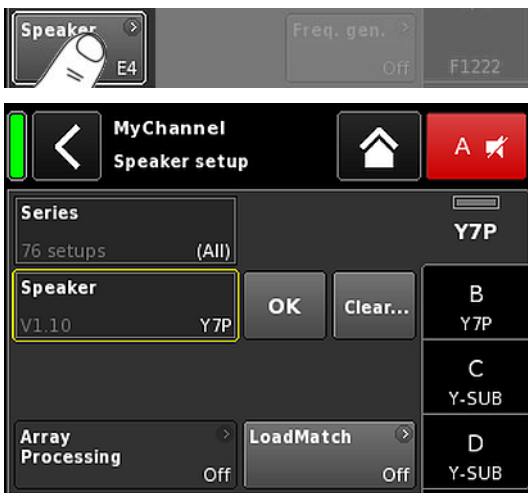 Speaker
Freq. gen.
E4
Off
F1222
MyChannel
Speaker setup
A
Series
76 setups (All)
Y7P
Speaker
V1.10 Y7P
OK
Clear...
B
Y7P
C
Y-SUB
Array
Processing
Off
LoadMatch
Off
D
Y-SUB